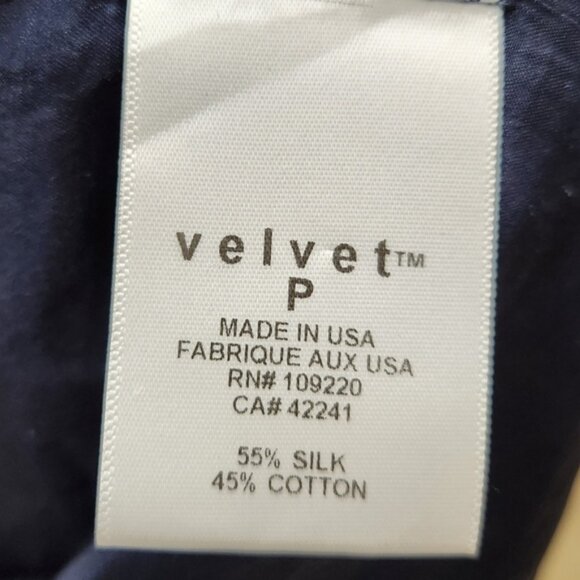 velvet™
P
MADE IN USA
FABRIQUE AUX USA
RN# 109220
CA# 42241
55% SILK
45% COTTON